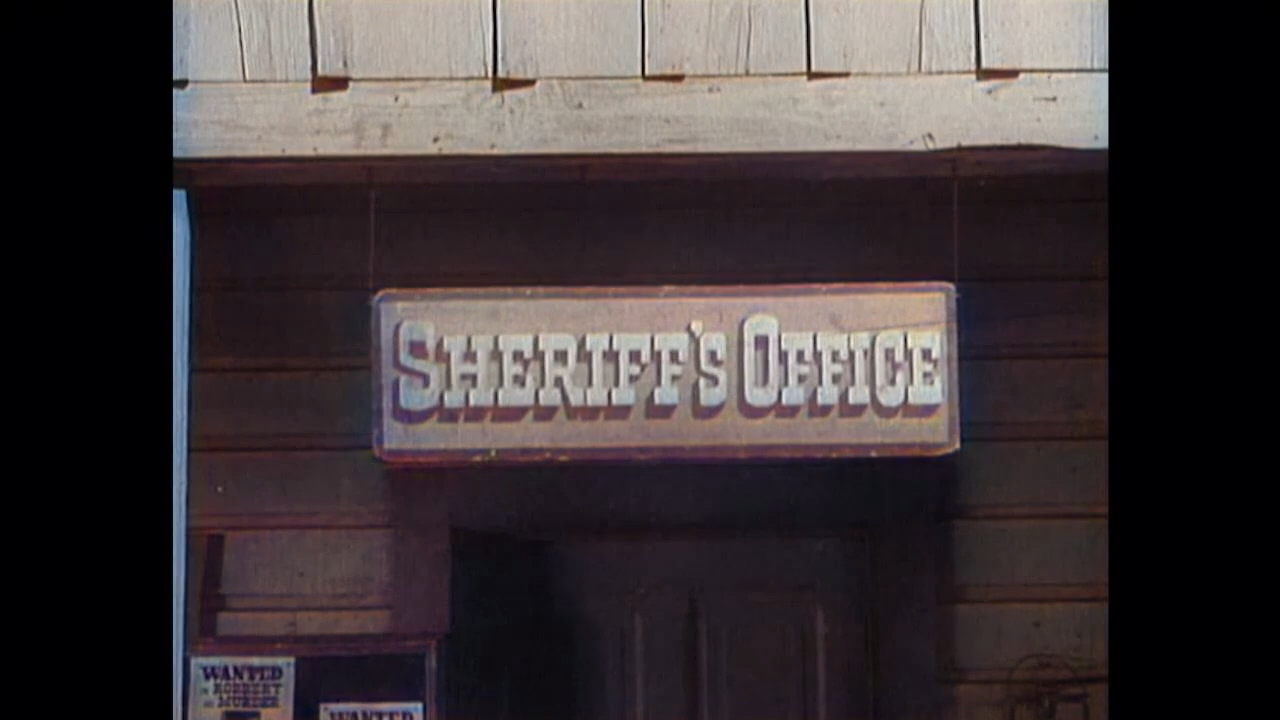 SHERIFF'S OFFICE
WANTED
ROBBERY
MURDER
WANTED